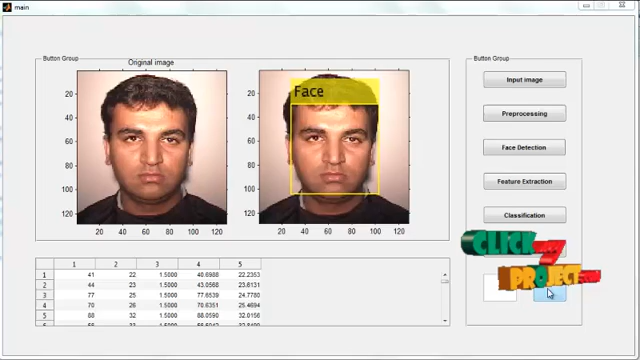 main
Button Group
Original image
20
40
60
80
100
120
20 40 60 80 100 120
Face
20
40
60
80
100
120
20 40 60 80 100 120
Button Group
Input image
Preprocessing
Face Detection
Feature Extraction
Classification
CLICK MY
PROJECT.COM
1 2 3 4 5
1 41 22 1.5000 40.6988 22.2353
2 44 23 1.5000 43.0568 23.6131
3 77 25 1.5000 77.6539 24.7780
4 70 26 1.5000 70.6351 25.4694
5 88 32 1.5000 88.0590 32.0156